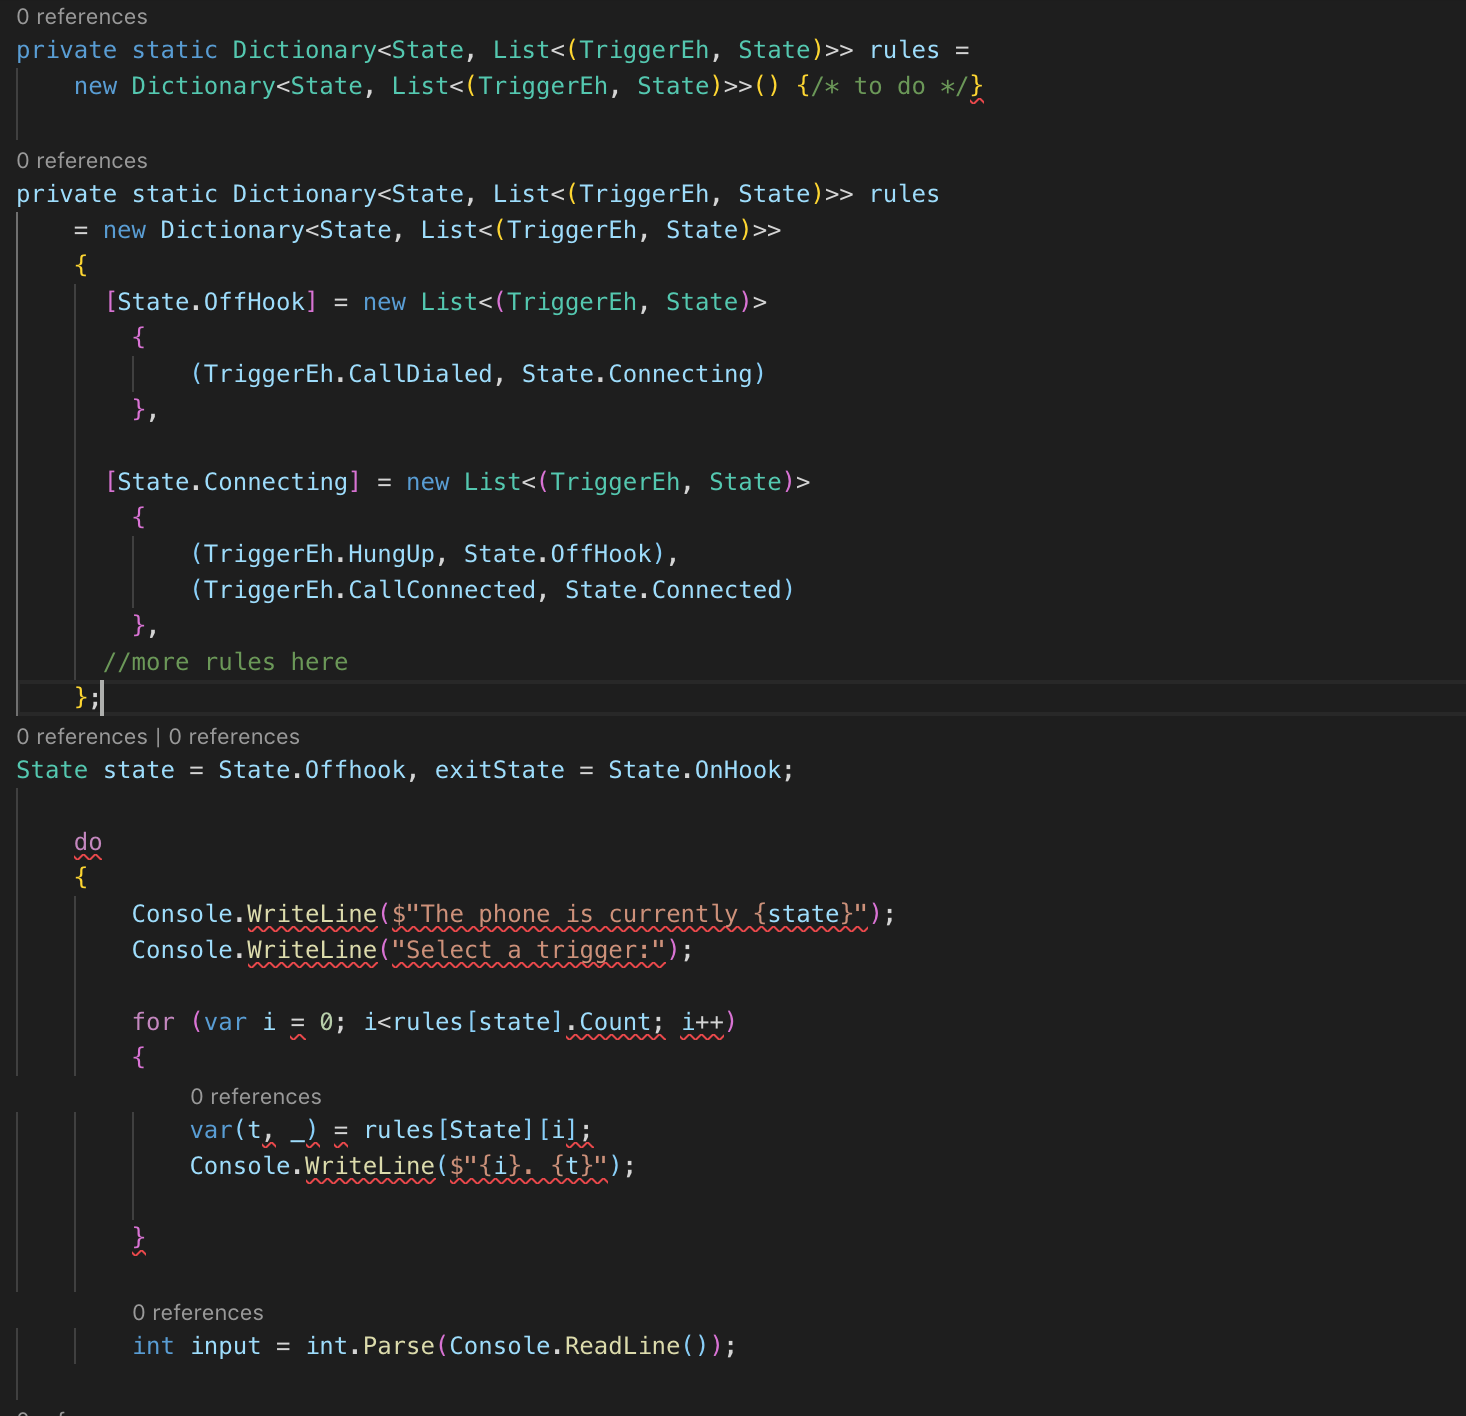 0 references
private static Dictionary<State, List<(TriggerEh, State)>> rules =
new Dictionary<State, List<(TriggerEh, State)>>() {/* to do */}
0 references
private static Dictionary<State, List<(TriggerEh, State)>> rules
= new Dictionary<State, List<(TriggerEh, State)>>
{
[State.OffHook] = new List<(TriggerEh, State)>
{
(TriggerEh.CallDialed, State.Connecting)
},
[State.Connecting] = new List<(TriggerEh, State)>
{
(TriggerEh.HungUp, State.OffHook),
(TriggerEh.CallConnected, State.Connected)
},
//more rules here
};
0 references | 0 references
State state = State.Offhook, exitState = State.OnHook;
do
{
Console.WriteLine($"The phone is currently {state}");
Console.WriteLine("Select a trigger:");
for (var i = 0; i<rules[state].Count; i++)
{
0 references
var(t, _) = rules[State][i];
Console.WriteLine($"{i}. {t}");
}
0 references
int input = int.Parse(Console.ReadLine());